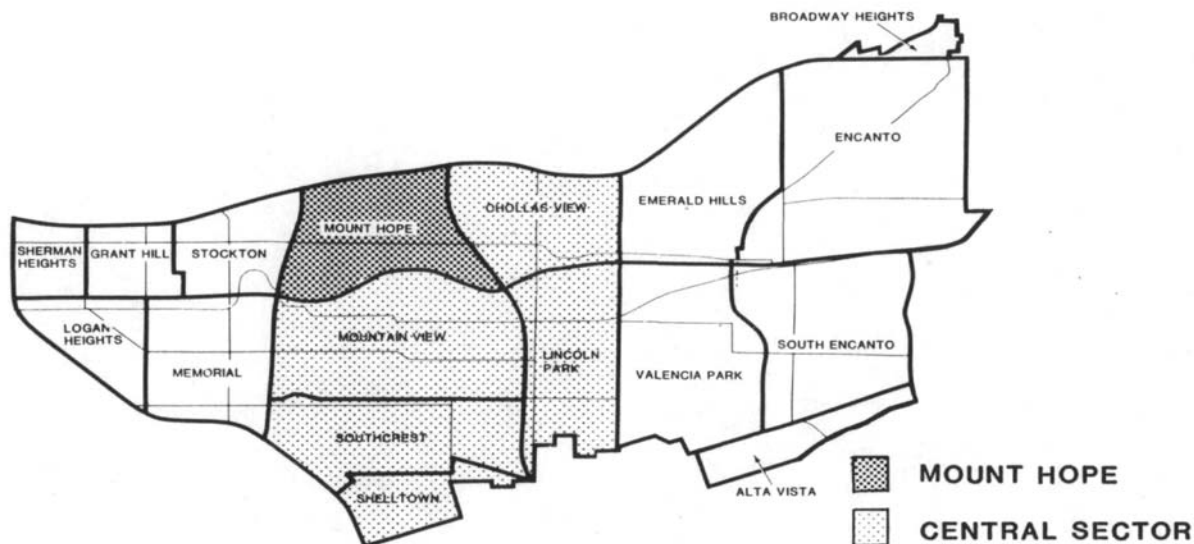 BROADWAY HEIGHTS
ENCANTO
CHOLLAS VIEW
EMERALD HILLS
MOUNT HOPE
SHERMAN
HEIGHTS
GRANT HILL
STOCKTON
LOGAN
HEIGHTS
MOUNTAIN VIEW
LINCOLN
PARK
SOUTH ENCANTO
MEMORIAL
VALENCIA PARK
SOUTHCREST
SHELLTOWN
ALTA VISTA
MOUNT HOPE
CENTRAL SECTOR